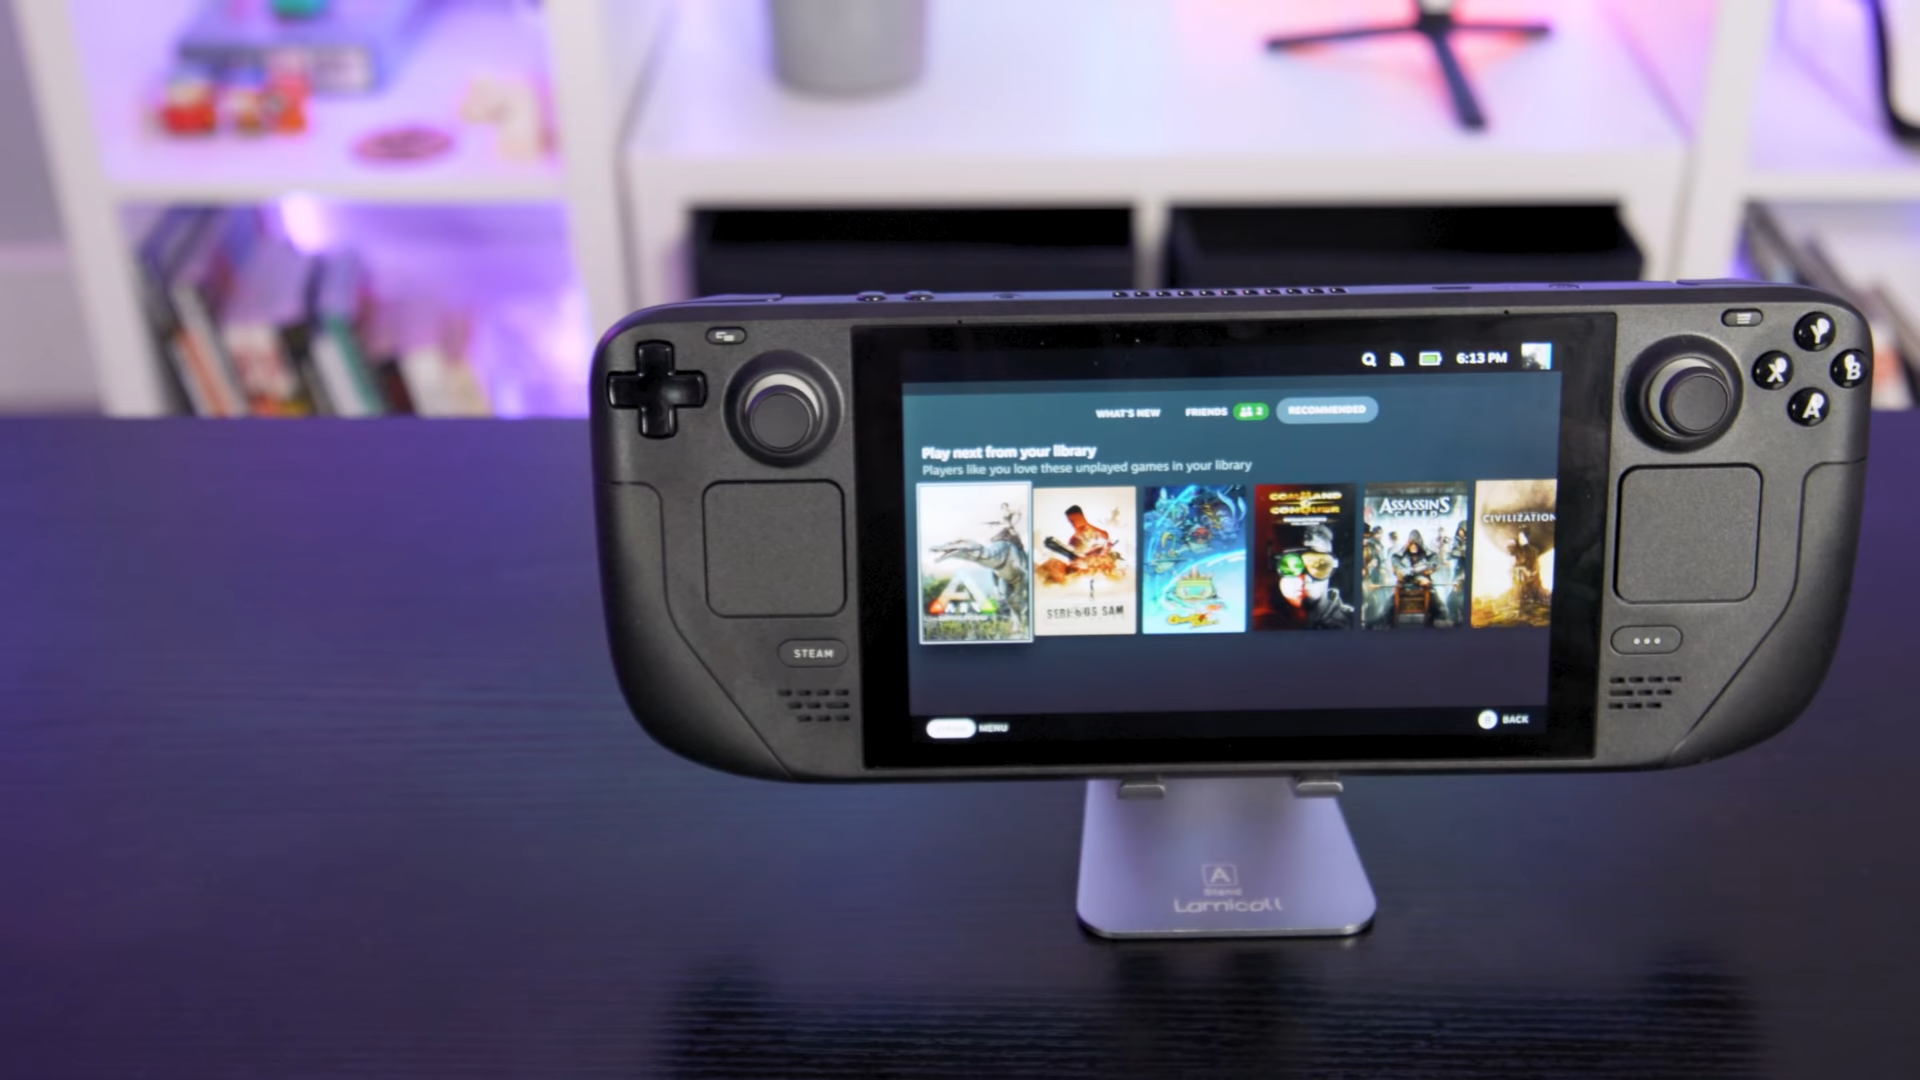 6:13 PM
WHAT'S NEW FRIENDS 2 RECOMMENDED
Play next from your library
Players like you love these unplayed games in your library
ARK
SERIOUS SAM
COMMAND & CONQUER
ASSASSIN'S CREED
CIVILIZATION
MENU
BACK
STEAM
Y
X
B
A
A
Stand
Lamicall